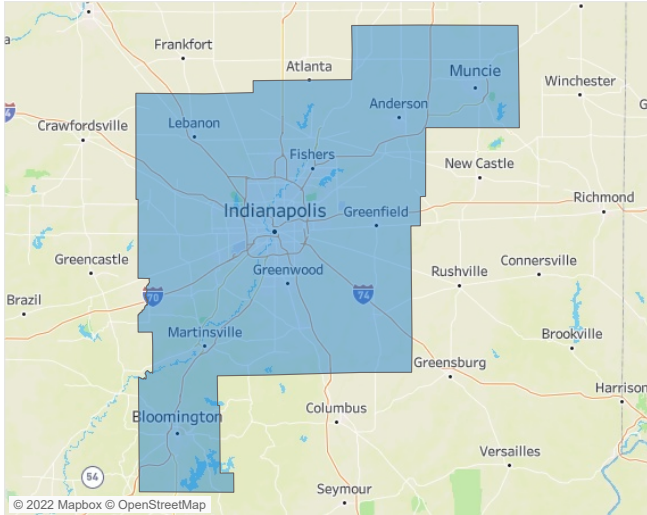 Frankfort
Atlanta
Muncie
Winchester
Anderson
Lebanon
Crawfordsville
Fishers
New Castle
Richmond
Indianapolis
Greenfield
Greencastle
Connersville
Greenwood
Rushville
Brazil
70
74
Martinsville
Brookville
Greensburg
Harrison
Columbus
Bloomington
Versailles
54
Seymour
© 2022 Mapbox © OpenStreetMap